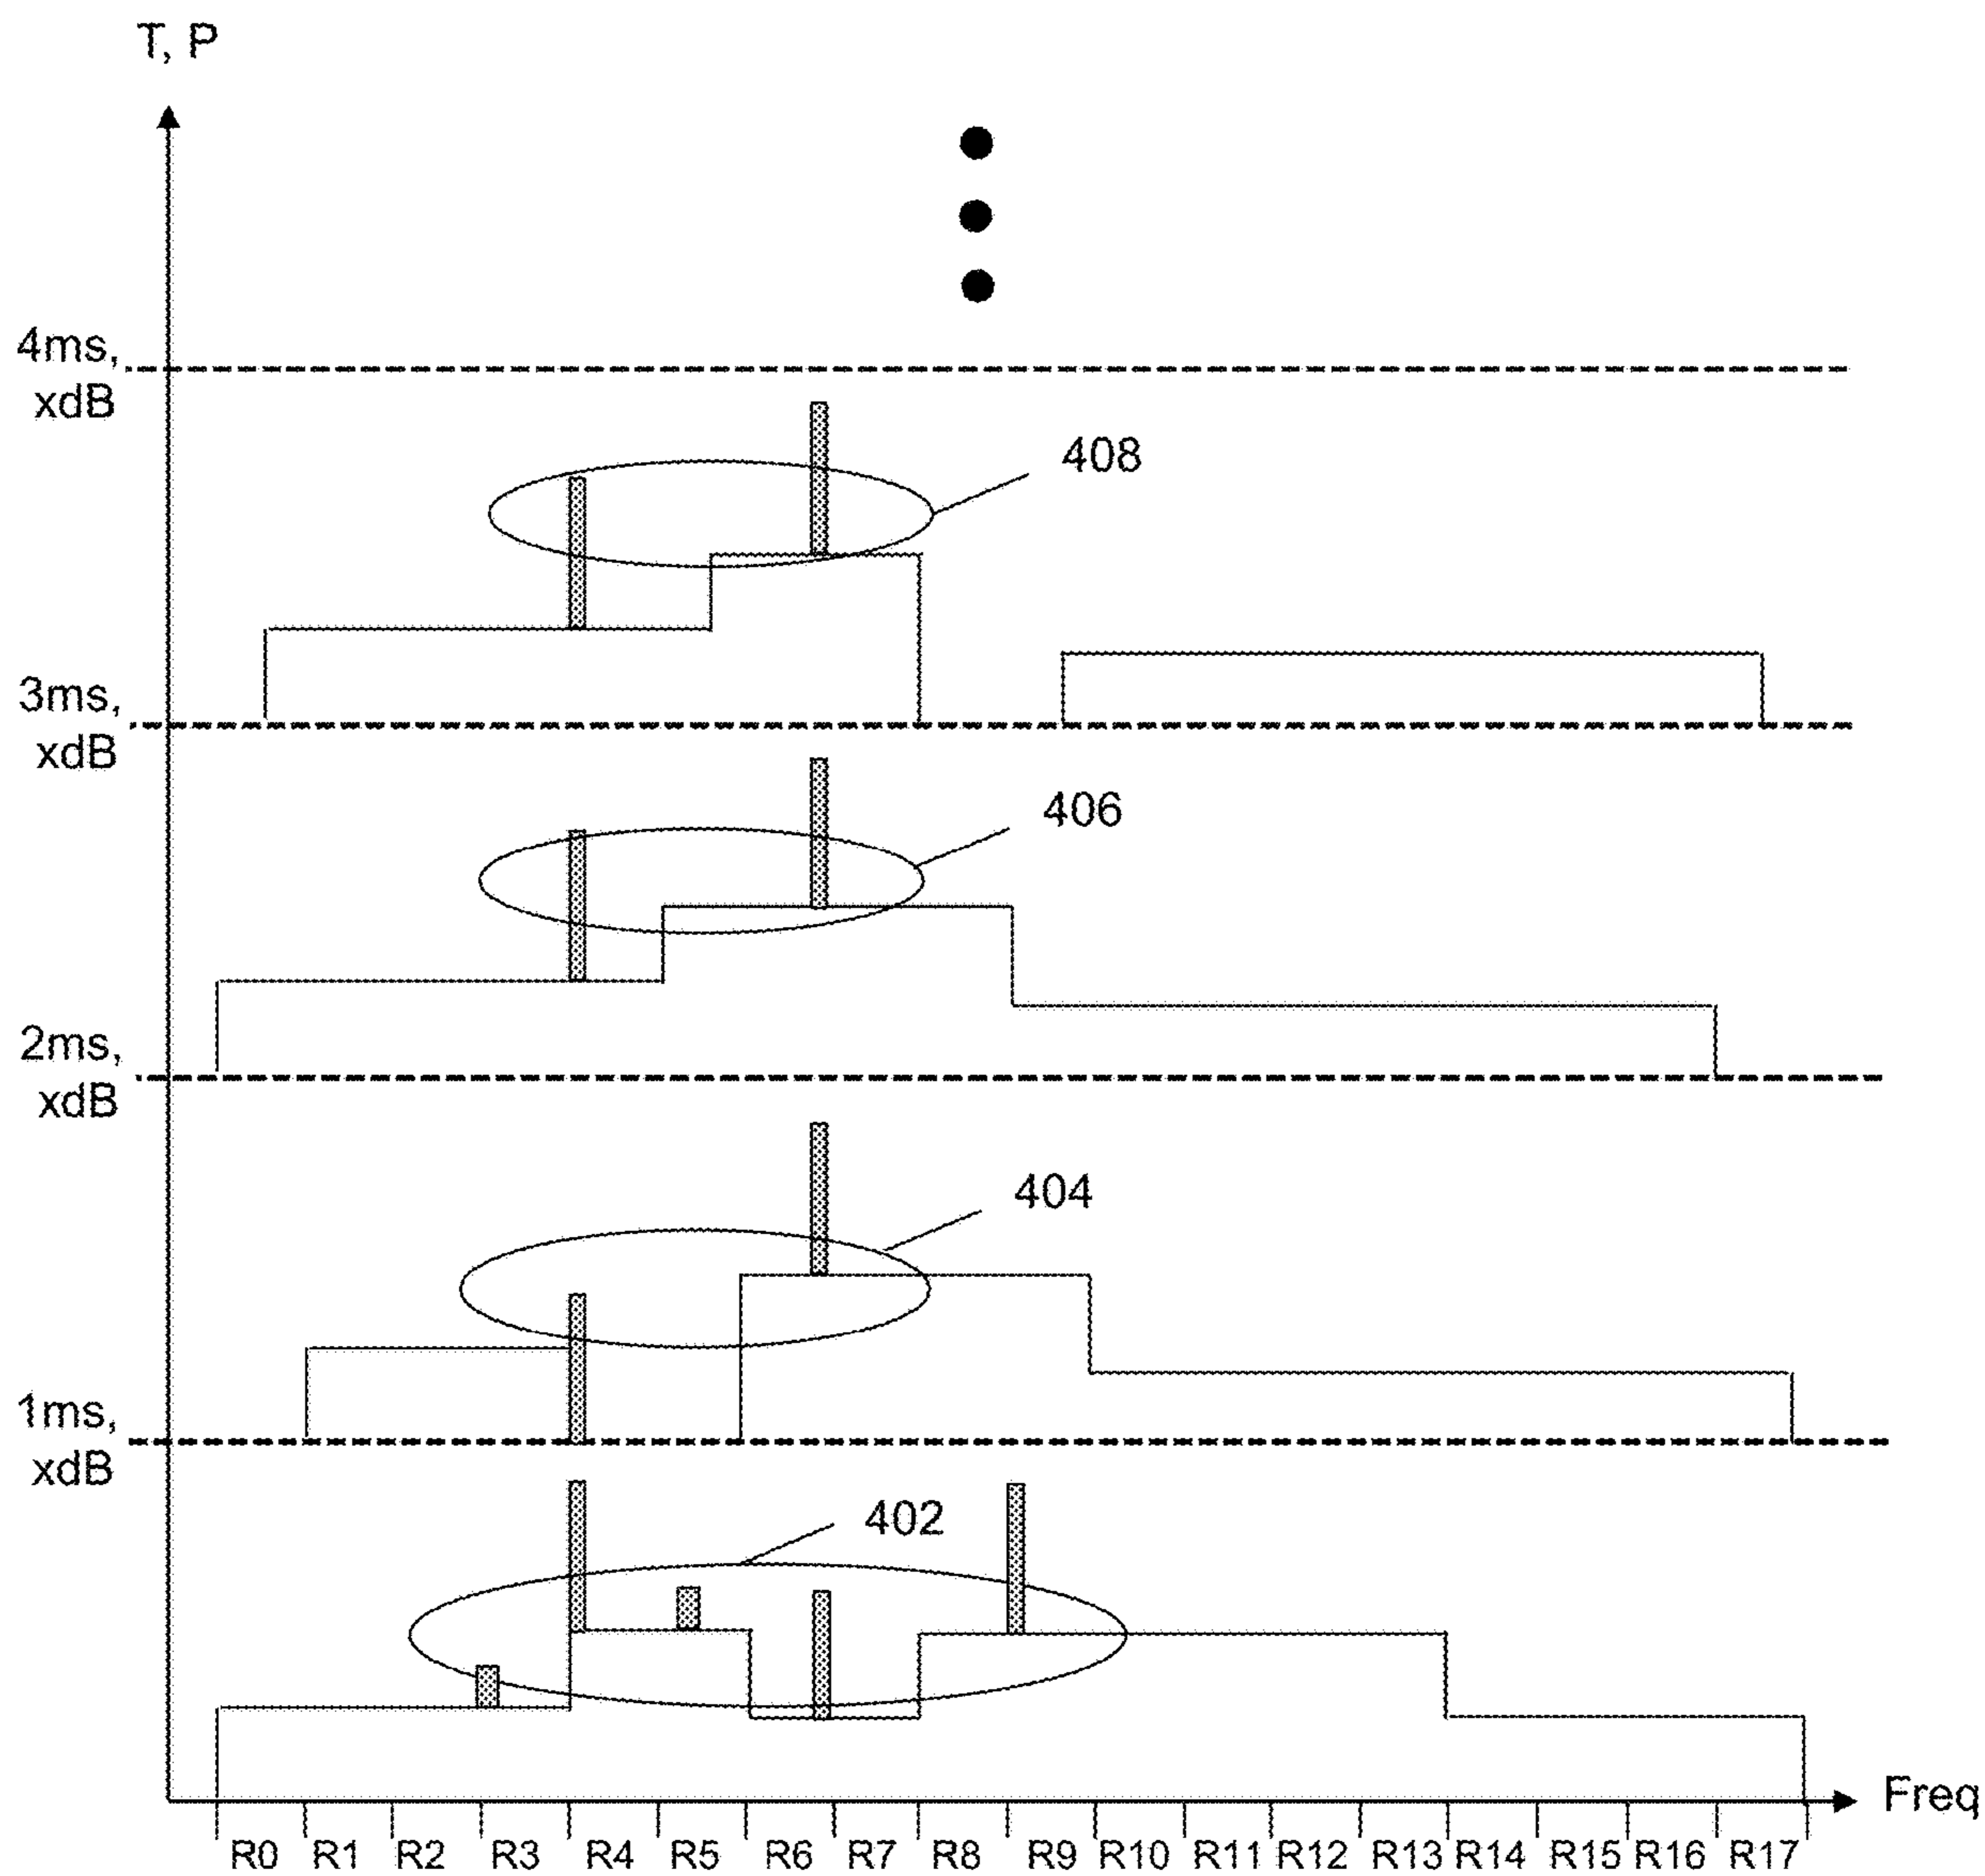 T, P
4ms,
xdB
408
3ms,
xdB
406
2ms,
xdB
404
1ms,
xdB
402
Freq
R0 R1 R2 R3 R4 R5 R6 R7 R8 R9 R10 R11 R12 R13 R14 R15 R16 R17